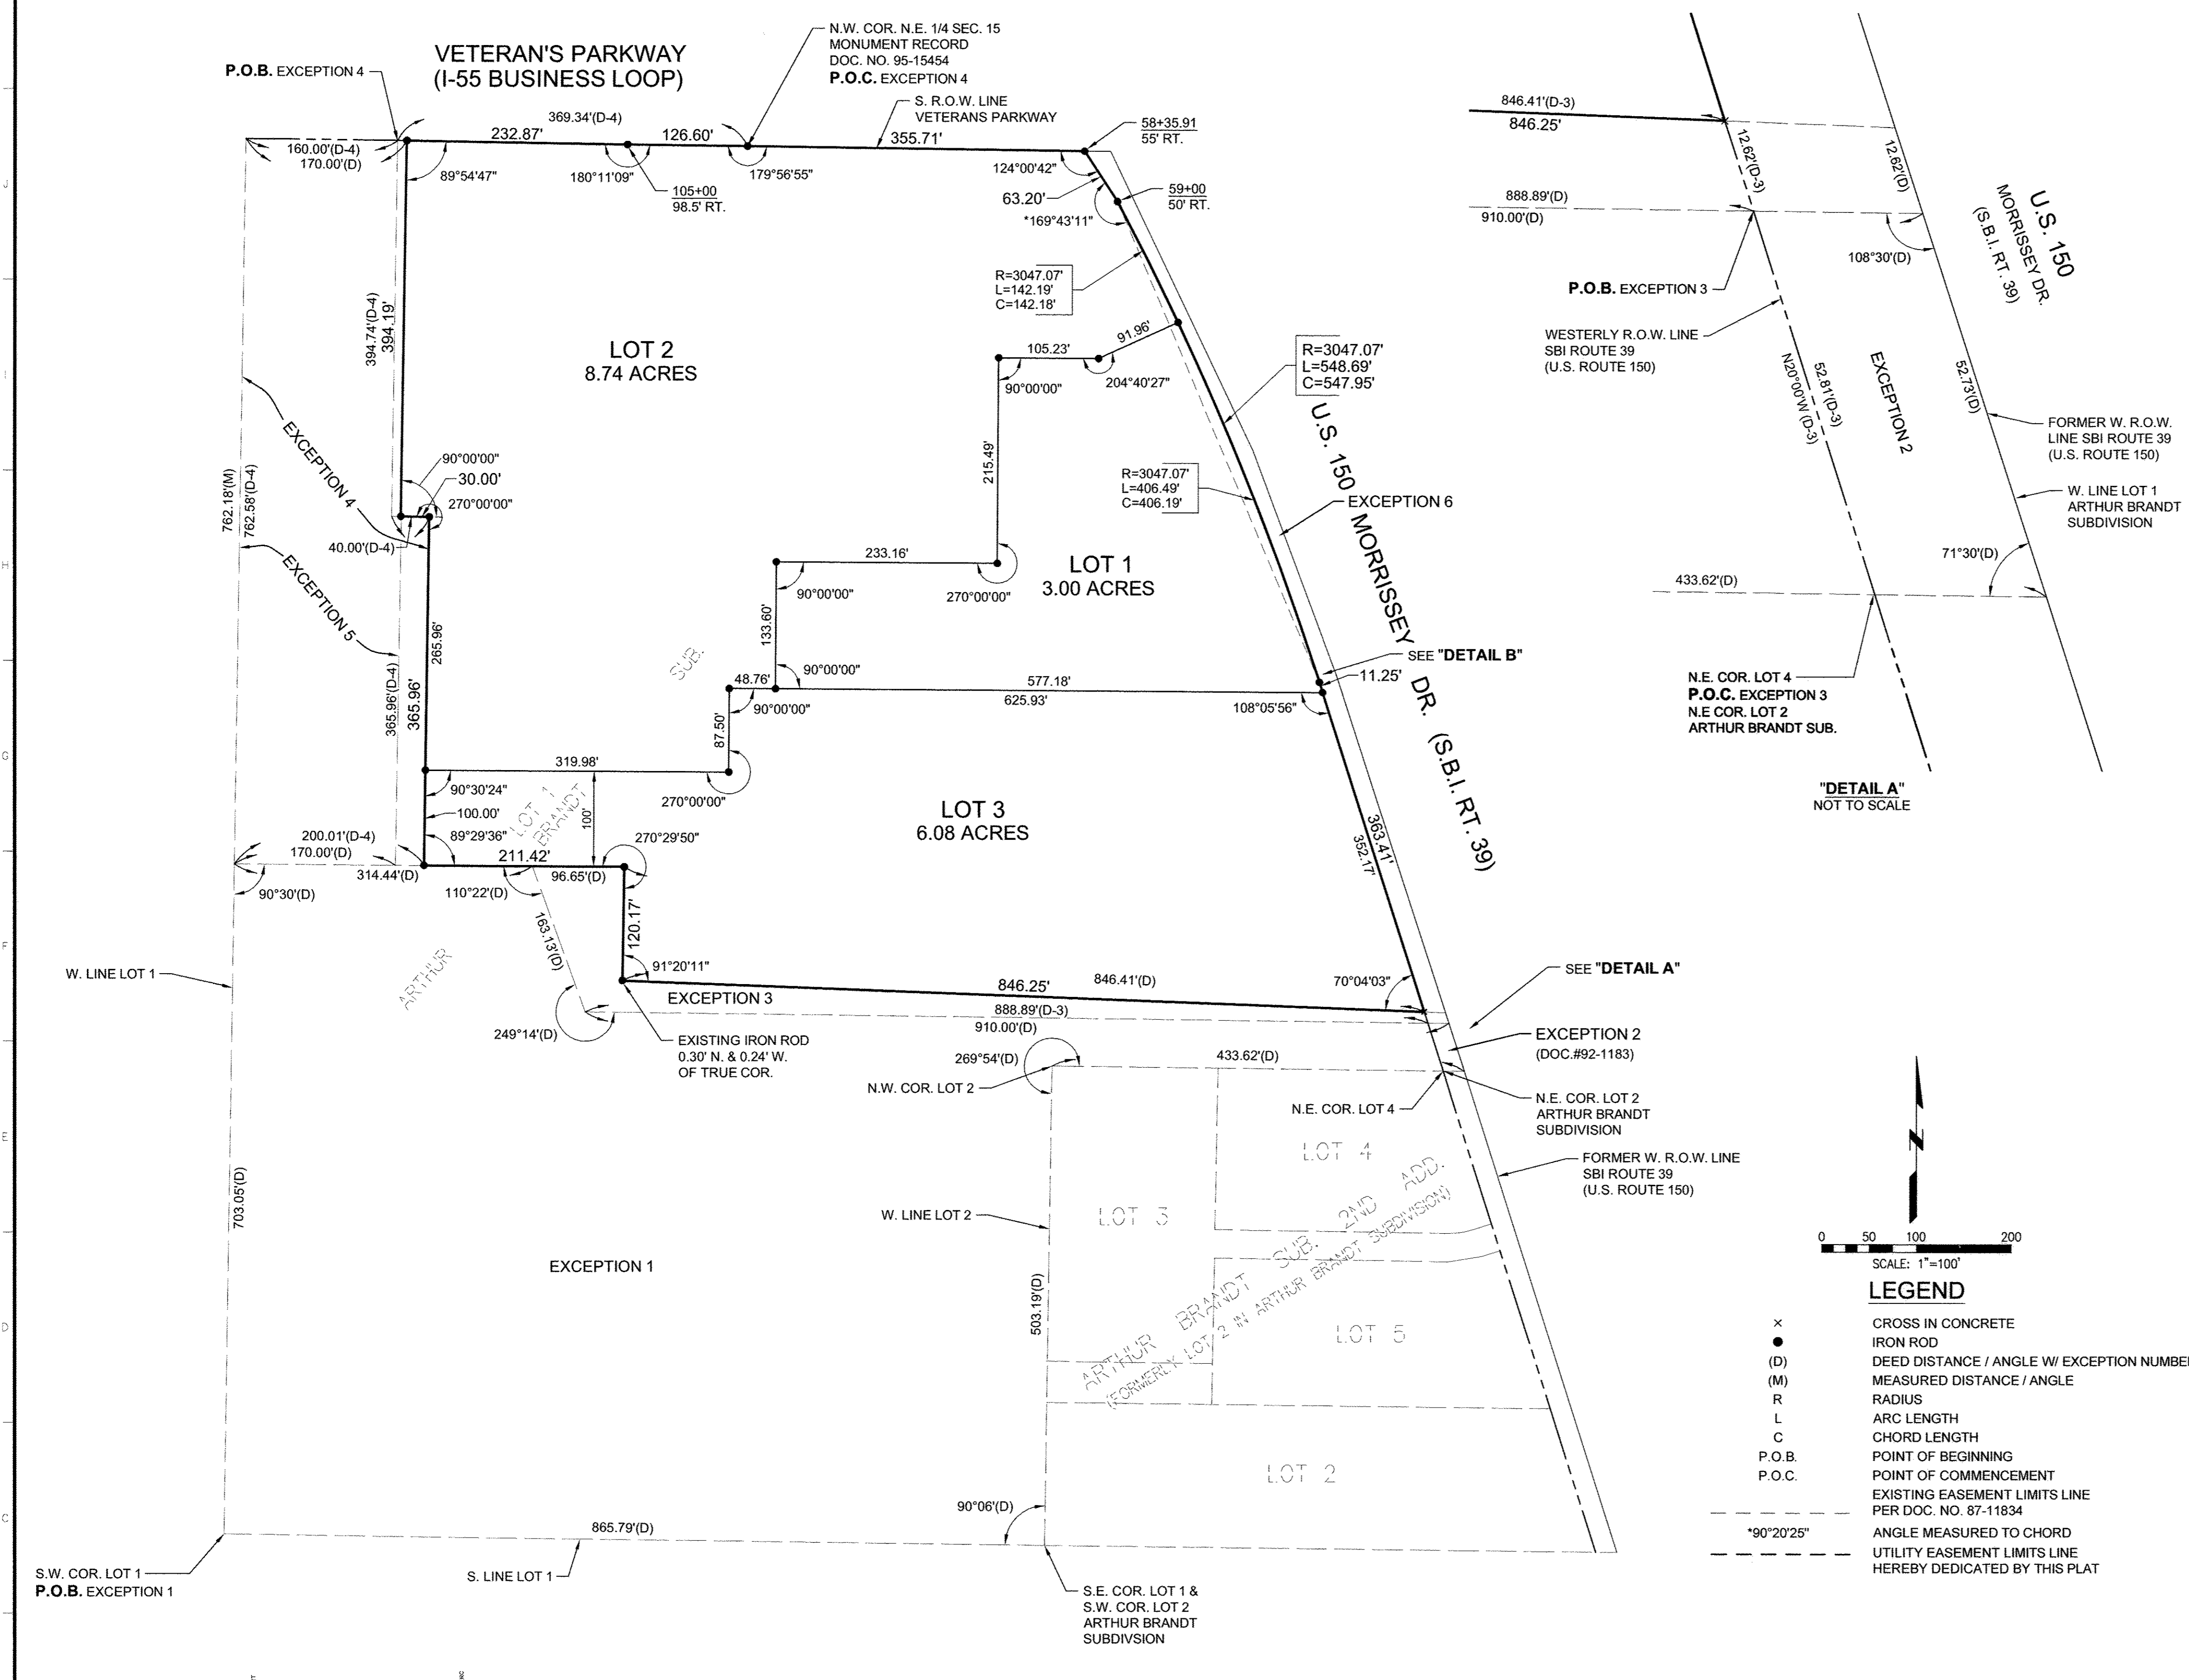 VETERAN'S PARKWAY
(I-55 BUSINESS LOOP)
P.O.B. EXCEPTION 4
N.W. COR. N.E. 1/4 SEC. 15
MONUMENT RECORD
DOC. NO. 95-15454
P.O.C. EXCEPTION 4
S. R.O.W. LINE
VETERANS PARKWAY
369.34'(D-4)
232.87'
126.60'
355.71'
58+35.91
55' RT.
160.00'(D-4)
170.00'(D)
89°54'47"
180°11'09"
105+00
98.5' RT.
179°56'55"
124°00'42"
63.20'
59+00
50' RT.
*169°43'11"
R=3047.07'
L=142.19'
C=142.18'
394.74'(D-4)
394.19'
LOT 2
8.74 ACRES
105.23'
91.96'
90°00'00"
204°40'27"
R=3047.07'
L=548.69'
C=547.95'
215.49'
EXCEPTION 4
762.18'(M)
762.58'(D-4)
90°00'00"
30.00'
270°00'00"
40.00'(D-4)
EXCEPTION 5
R=3047.07'
L=406.49'
C=406.19'
EXCEPTION 6
U.S. 150 MORRISSEY DR. (S.B.I. RT. 39)
233.16'
LOT 1
3.00 ACRES
90°00'00"
270°00'00"
133.60'
265.96'
365.96'(D-4)
365.96'
SUB.
90°00'00"
SEE "DETAIL B"
11.25'
48.76'
577.18'
625.93'
90°00'00"
108°05'56"
87.50'
319.98'
90°30'24"
270°00'00"
100.00'
89°29'36"
LOT 1
BRANDT
100'
270°29'50"
LOT 3
6.08 ACRES
363.41'
352.17'
200.01'(D-4)
170.00'(D)
211.42'
314.44'(D)
96.65'(D)
90°30'(D)
110°22'(D)
163.13'(D)
120.17'
ARTHUR
W. LINE LOT 1
91°20'11"
846.25'
846.41'(D)
70°04'03"
SEE "DETAIL A"
EXCEPTION 3
888.89'(D-3)
910.00'(D)
249°14'(D)
EXISTING IRON ROD
0.30' N. & 0.24' W.
OF TRUE COR.
EXCEPTION 2
(DOC.#92-1183)
269°54'(D)
433.62'(D)
N.W. COR. LOT 2
N.E. COR. LOT 4
N.E. COR. LOT 2
ARTHUR BRANDT
SUBDIVISION
LOT 4
FORMER W. R.O.W. LINE
SBI ROUTE 39
(U.S. ROUTE 150)
703.05'(D)
W. LINE LOT 2
LOT 3
EXCEPTION 1
503.19'(D)
ARTHUR BRANDT SUB. 2ND ADD.
(FORMERLY LOT 2 IN ARTHUR BRANDT SUBDIVISION)
LOT 5
LOT 2
90°06'(D)
865.79'(D)
S.W. COR. LOT 1
P.O.B. EXCEPTION 1
S. LINE LOT 1
S.E. COR. LOT 1 &
S.W. COR. LOT 2
ARTHUR BRANDT
SUBDIVSION
846.41'(D-3)
846.25'
12.62'(D-3)
12.62'(D)
888.89'(D)
910.00'(D)
U.S. 150
MORRISSEY DR.
(S.B.I. RT. 39)
108°30'(D)
P.O.B. EXCEPTION 3
WESTERLY R.O.W. LINE
SBI ROUTE 39
(U.S. ROUTE 150)
N20°00'W (D-3)
52.81'(D-3)
EXCEPTION 2
52.73'(D)
FORMER W. R.O.W.
LINE SBI ROUTE 39
(U.S. ROUTE 150)
W. LINE LOT 1
ARTHUR BRANDT
SUBDIVISION
71°30'(D)
433.62'(D)
N.E. COR. LOT 4
P.O.C. EXCEPTION 3
N.E COR. LOT 2
ARTHUR BRANDT SUB.
"DETAIL A"
NOT TO SCALE
N
0 50 100 200
SCALE: 1"=100'
LEGEND
× CROSS IN CONCRETE
● IRON ROD
(D) DEED DISTANCE / ANGLE W/ EXCEPTION NUMBE
(M) MEASURED DISTANCE / ANGLE
R RADIUS
L ARC LENGTH
C CHORD LENGTH
P.O.B. POINT OF BEGINNING
P.O.C. POINT OF COMMENCEMENT
EXISTING EASEMENT LIMITS LINE
PER DOC. NO. 87-11834
*90°20'25" ANGLE MEASURED TO CHORD
UTILITY EASEMENT LIMITS LINE
HEREBY DEDICATED BY THIS PLAT
J
I
H
G
F
E
D
C